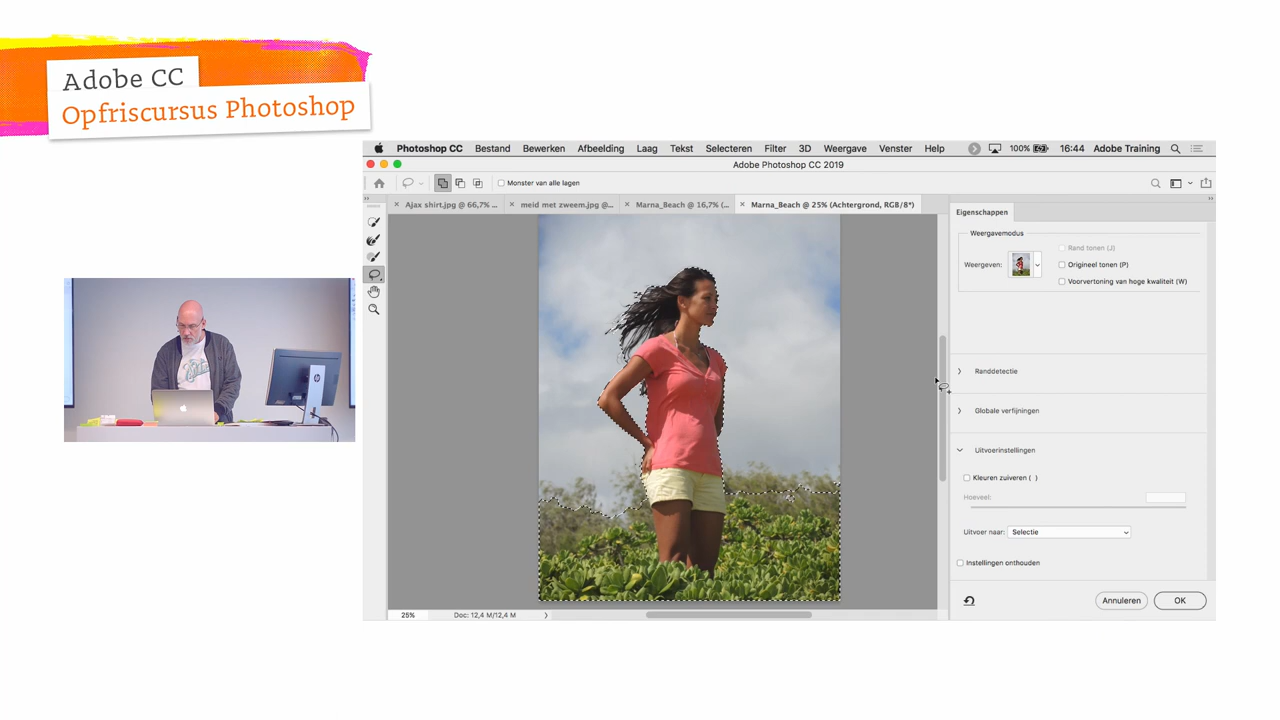 Adobe CC
Opfriscursus Photoshop
Photoshop CC Bestand Bewerken Afbeelding Laag Tekst Selecteren Filter 3D Weergave Venster Help 100% 16:44 Adobe Training
Adobe Photoshop CC 2019
Monster van alle lagen
Ajax shirt.jpg @ 66,7% ... meid met zweem.jpg @... Marna_Beach @ 16,7% (... Marna_Beach @ 25% (Achtergrond, RGB/8*)
Eigenschappen
Weergavemodus
Rand tonen (J)
Weergeven: Origineel tonen (P)
Voorvertoning van hoge kwaliteit (W)
Randdetectie
Globale verfijningen
Uitvoerinstellingen
Kleuren zuiveren ( )
Hoeveel:
Uitvoer naar: Selectie
Instellingen onthouden
Annuleren OK
25% Doc: 12,4 M/12,4 M